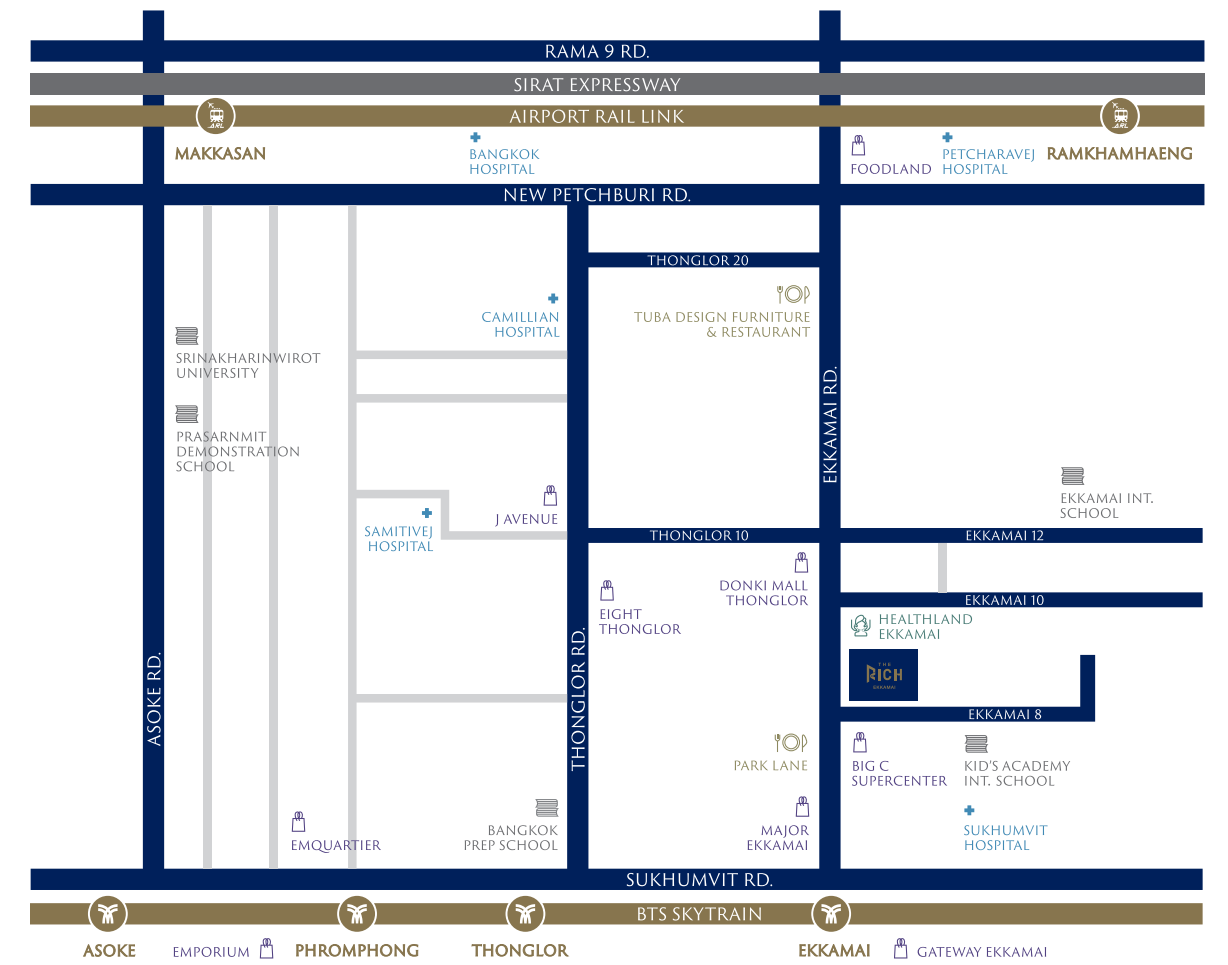 RAMA 9 RD.
SIRAT EXPRESSWAY
AIRPORT RAIL LINK
ARL
ARL
MAKKASAN
BANGKOK
HOSPITAL
FOODLAND
PETCHARAVEJ
HOSPITAL
RAMKHAMHAENG
NEW PETCHBURI RD.
THONGLOR 20
CAMILLIAN
HOSPITAL
TUBA DESIGN FURNITURE
& RESTAURANT
SRINAKHARINWIROT
UNIVERSITY
EKKAMAI RD.
PRASARNMIT
DEMONSTRATION
SCHOOL
EKKAMAI INT.
SCHOOL
J AVENUE
SAMITIVEJ
HOSPITAL
THONGLOR 10
EKKAMAI 12
DONKI MALL
THONGLOR
EIGHT
THONGLOR
EKKAMAI 10
HEALTHLAND
EKKAMAI
THE
RICH
EKKAMAI
ASOKE RD.
THONGLOR RD.
EKKAMAI 8
PARK LANE
BIG C
SUPERCENTER
KID'S ACADEMY
INT. SCHOOL
EMQUARTIER
BANGKOK
PREP SCHOOL
MAJOR
EKKAMAI
SUKHUMVIT
HOSPITAL
SUKHUMVIT RD.
BTS SKYTRAIN
ASOKE
EMPORIUM
PHROMPHONG
THONGLOR
EKKAMAI
GATEWAY EKKAMAI